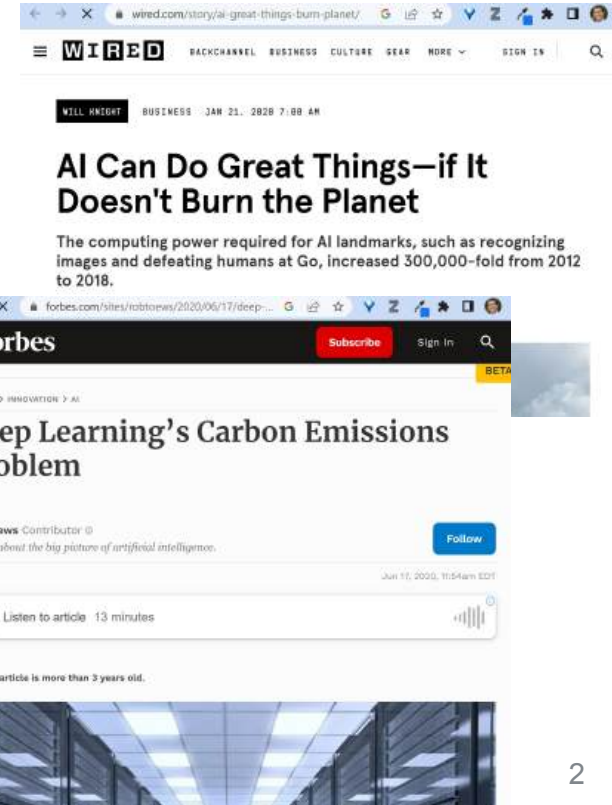 wired.com/story/ai-great-things-burn-planet/
WIRED BACKCHANNEL BUSINESS CULTURE GEAR MORE SIGN IN
WILL KNIGHT BUSINESS JAN 21, 2020 7:00 AM
AI Can Do Great Things—if It
Doesn't Burn the Planet
The computing power required for AI landmarks, such as recognizing
images and defeating humans at Go, increased 300,000-fold from 2012
to 2018.
forbes.com/sites/robtoews/2020/06/17/deep-...
orbes Subscribe Sign In
BETA
> INNOVATION > AI
ep Learning's Carbon Emissions
oblem
ews Contributor
about the big picture of artificial intelligence.
Follow
Jun 17, 2020, 11:54am EDT
Listen to article 13 minutes
article is more than 3 years old.
2